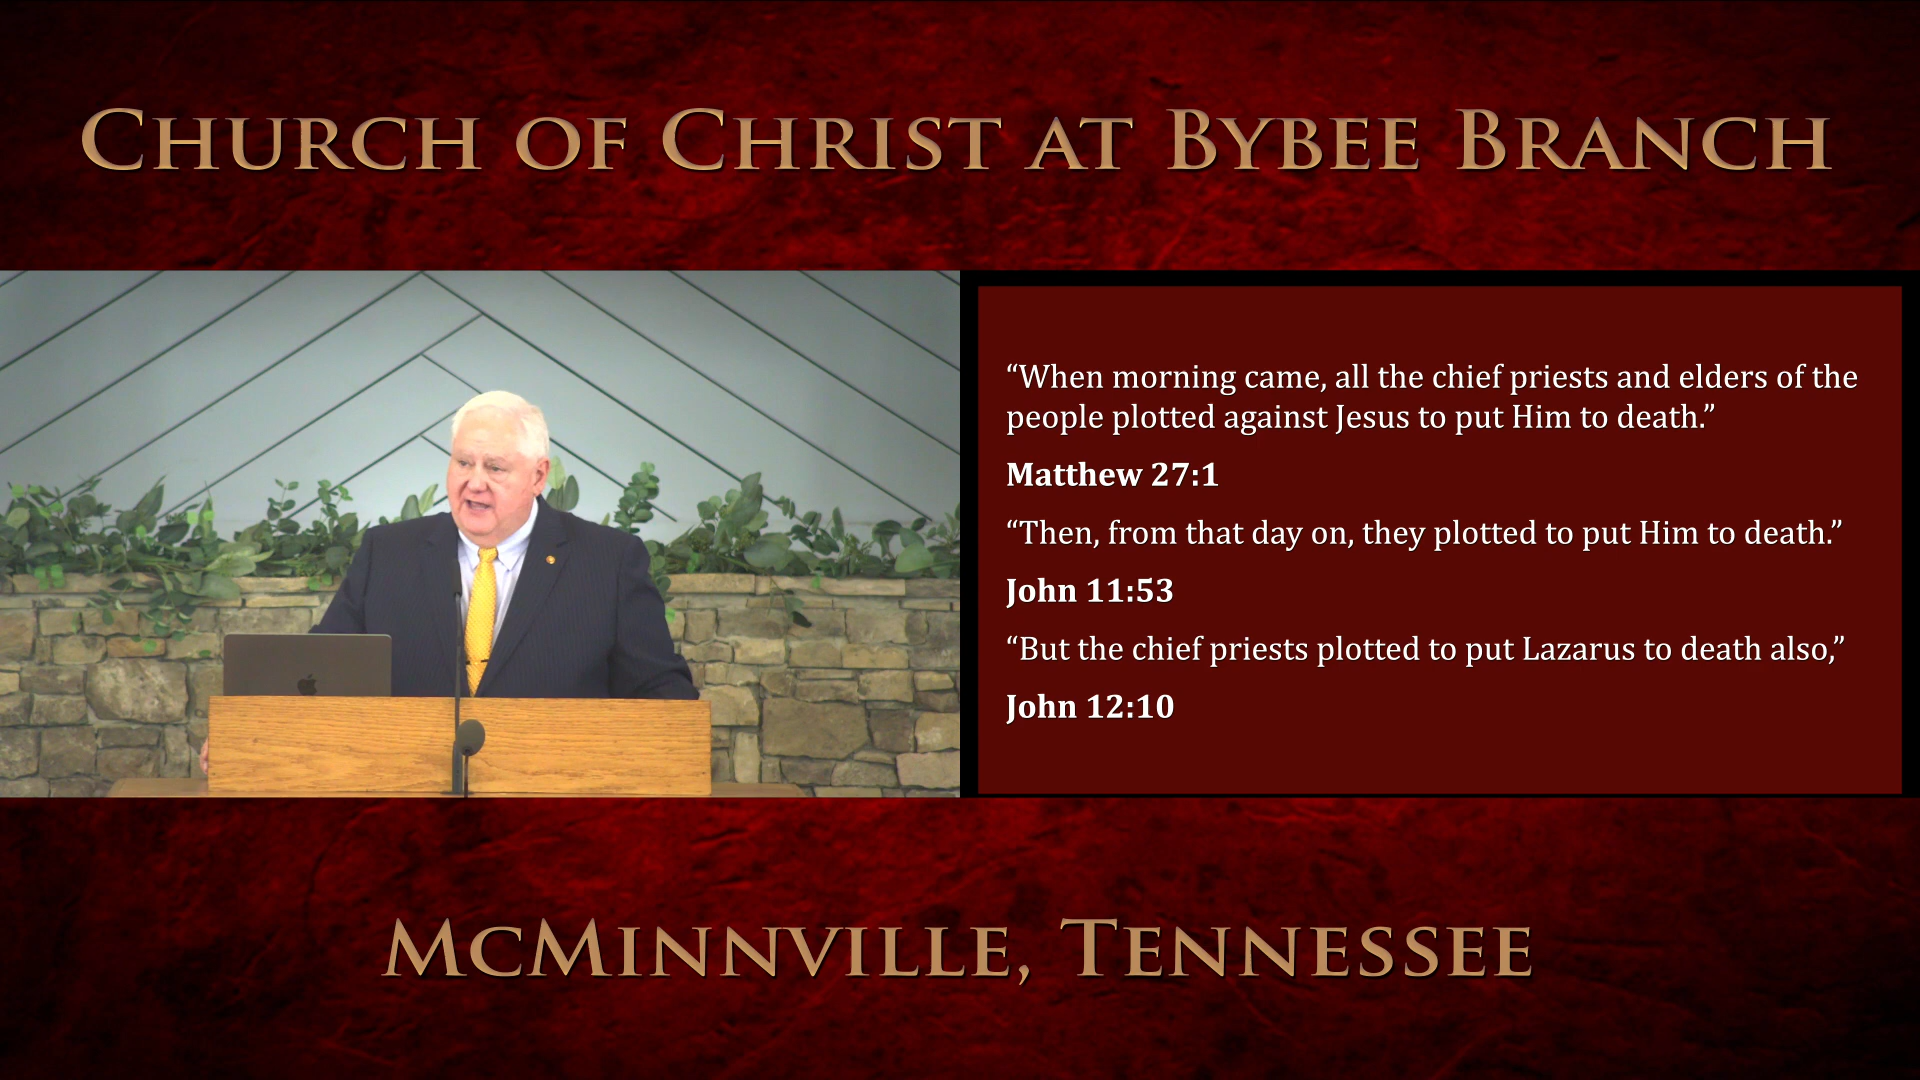 CHURCH OF CHRIST AT BYBEE BRANCH
“When morning came, all the chief priests and elders of the
people plotted against Jesus to put Him to death.”
Matthew 27:1
“Then, from that day on, they plotted to put Him to death.”
John 11:53
“But the chief priests plotted to put Lazarus to death also,”
John 12:10
MCMINNVILLE, TENNESSEE